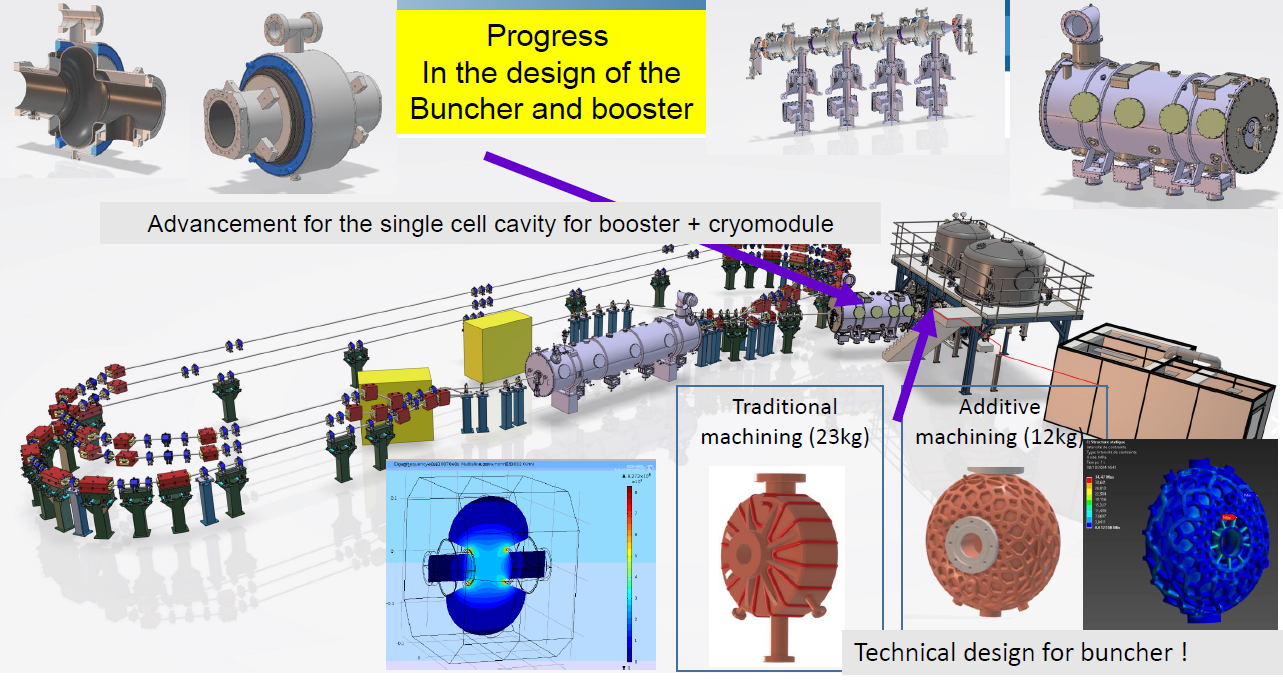 Progress
In the design of the
Buncher and booster
Advancement for the single cell cavity for booster + cryomodule
Traditional
machining (23kg)
Additive
machining (12kg)
Technical design for buncher !